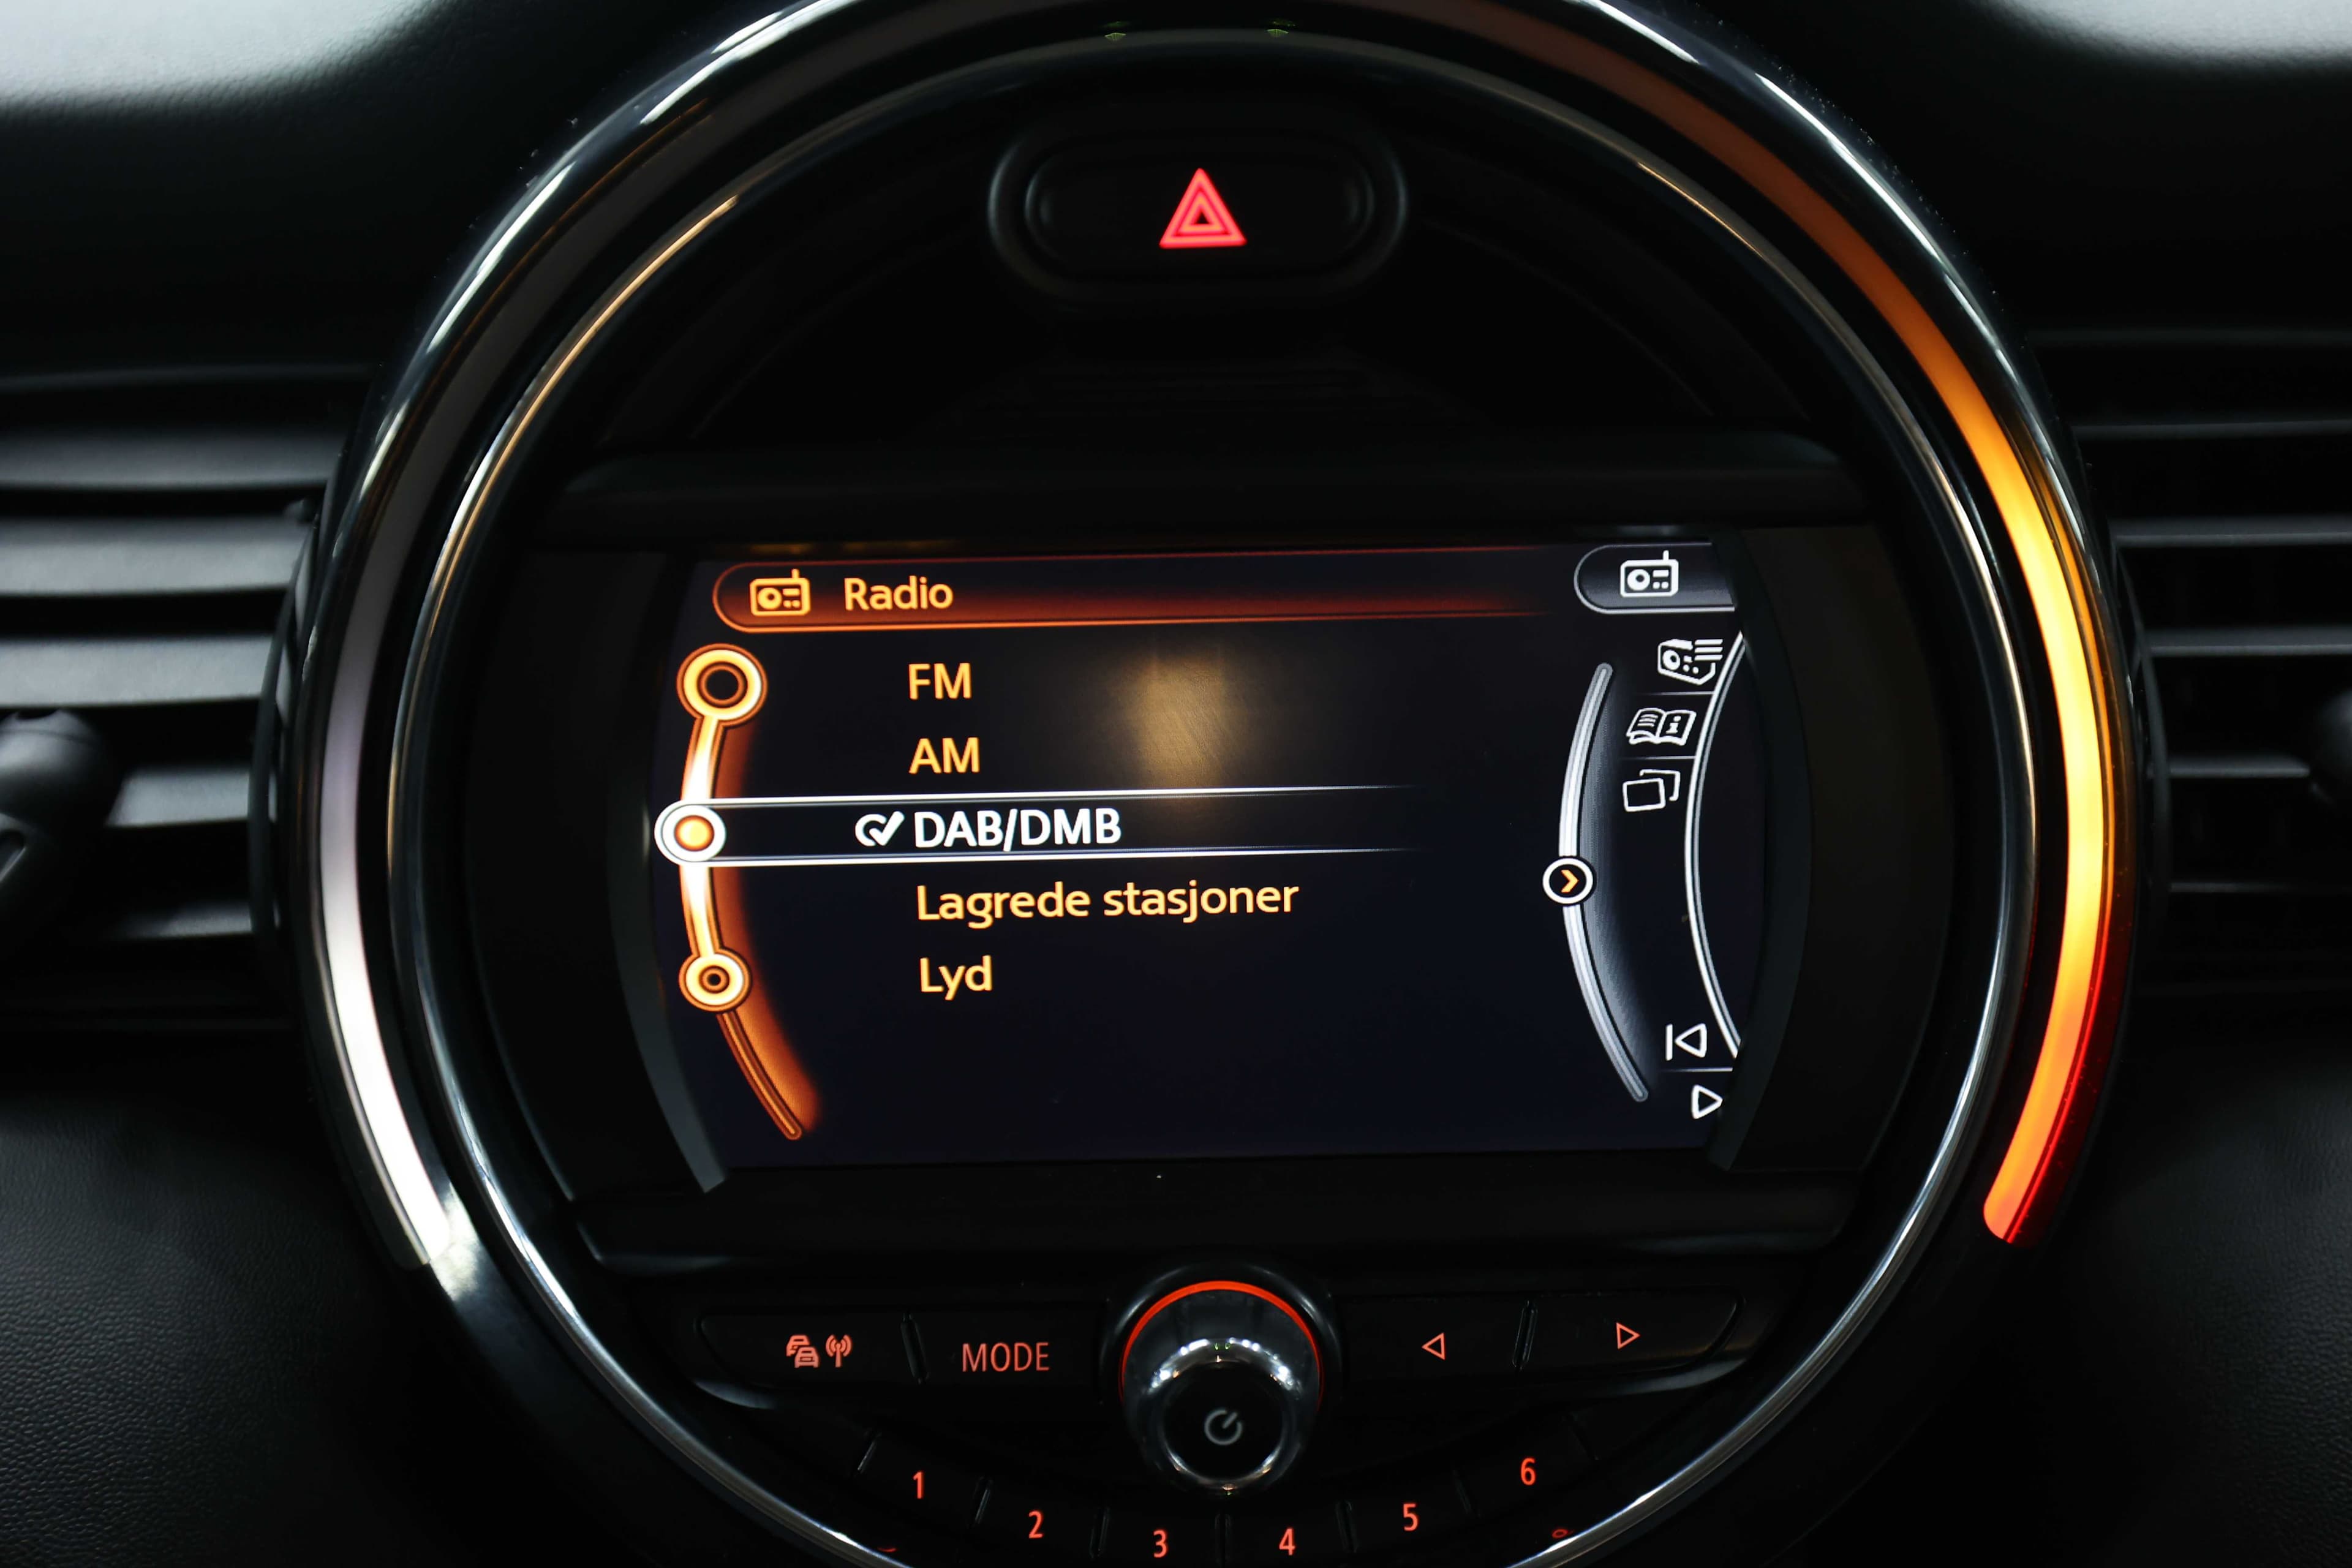 Radio
FM
AM
DAB/DMB
Lagrede stasjoner
Lyd
MODE
1
2
3
4
5
6